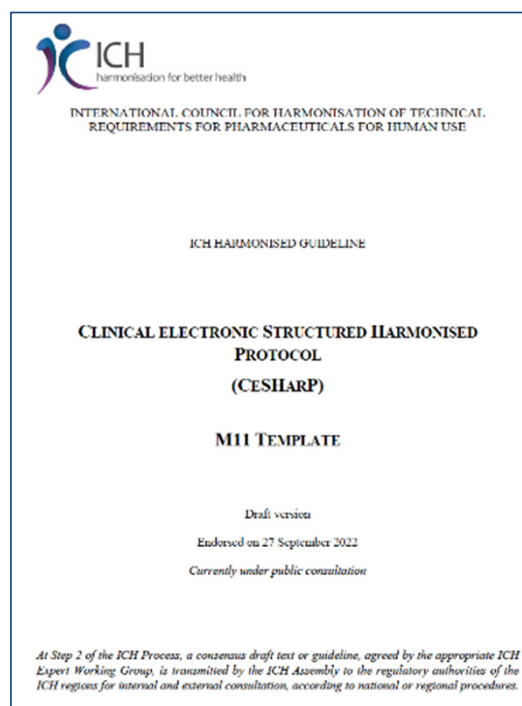 ICH
harmonisation for better health
INTERNATIONAL COUNCIL FOR HARMONISATION OF TECHNICAL
REQUIREMENTS FOR PHARMACEUTICALS FOR HUMAN USE
ICH HARMONISED GUIDELINE
CLINICAL ELECTRONIC STRUCTURED HARMONISED
PROTOCOL
(CESHARP)
M11 TEMPLATE
Draft version
Endorsed on 27 September 2022
Currently under public consultation
At Step 2 of the ICH Process, a consensus draft text or guideline, agreed by the appropriate ICH
Expert Working Group, is transmitted by the ICH Assembly to the regulatory authorities of the
ICH regions for internal and external consultation, according to national or regional procedures.